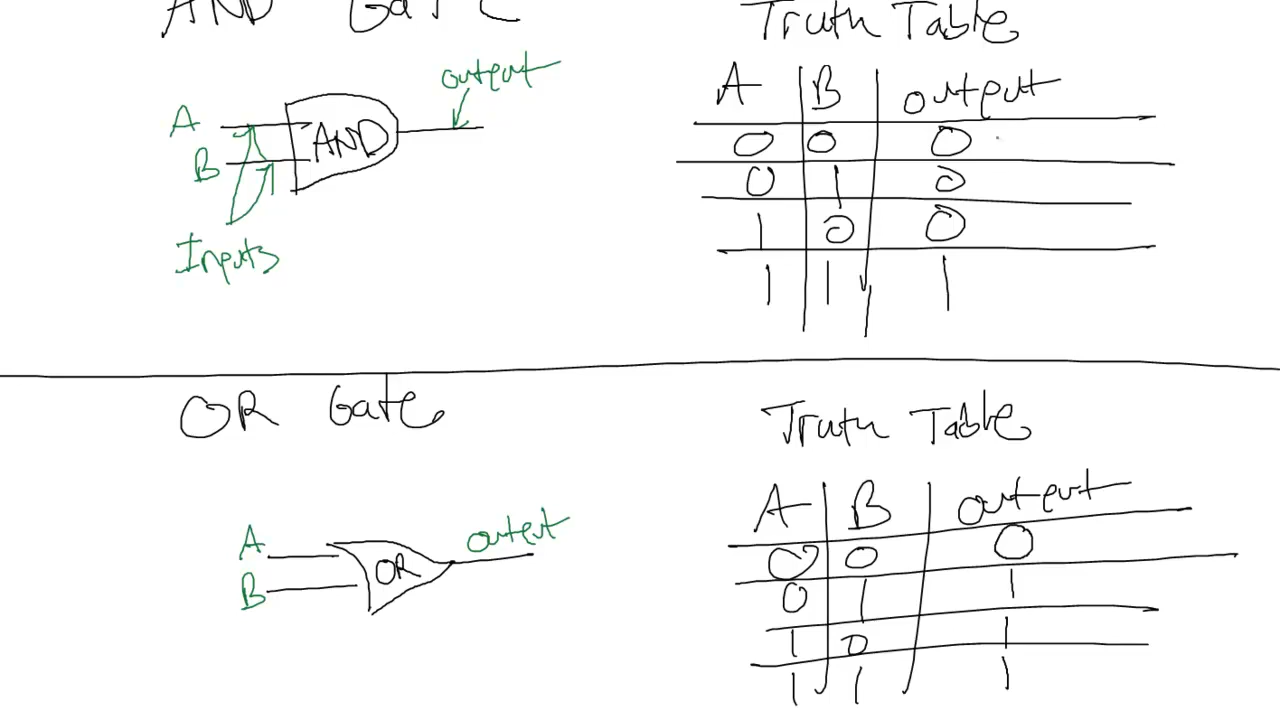 AND Gate
A
B
AND
output
Inputs
Truth Table
A B output
0 0 0
0 1 0
1 0 0
1 1 1
OR Gate
A
B
OR
output
Truth Table
A B output
0 0 0
0 1 1
1 0 1
1 1 1